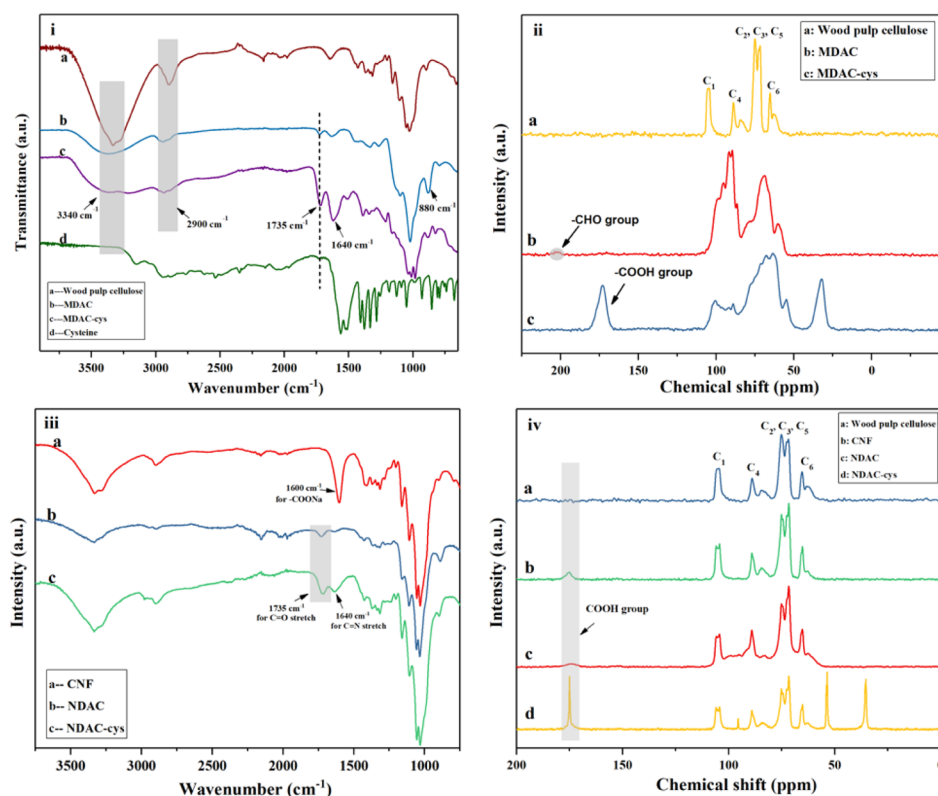 i
a
b
c
d
3340 cm-1
2900 cm-1
1735 cm-1
1640 cm-1
880 cm-1
a---Wood pulp cellulose
b---MDAC
c---MDAC-cys
d---Cysteine
Transmittance (a.u.)
3500 3000 2500 2000 1500 1000
Wavenumber (cm-1)
ii
C2, C3, C5
C1
C4
C6
a: Wood pulp cellulose
b: MDAC
c: MDAC-cys
a
b
c
-CHO group
-COOH group
Intensity (a.u.)
200 150 100 50 0
Chemical shift (ppm)
iii
a
b
c
1600 cm-1
for -COONa
1735 cm-1
for C=O stretch
1640 cm-1
for C=N stretch
a-- CNF
b-- NDAC
c-- NDAC-cys
Intensity (a.u.)
3500 3000 2500 2000 1500 1000
Wavenumber (cm-1)
iv
C2, C3, C5
C1
C4
C6
a: Wood pulp cellulose
b: CNF
c: NDAC
d: NDAC-cys
a
b
c
d
COOH group
Intensity (a.u.)
200 150 100 50 0
Chemical shift (ppm)